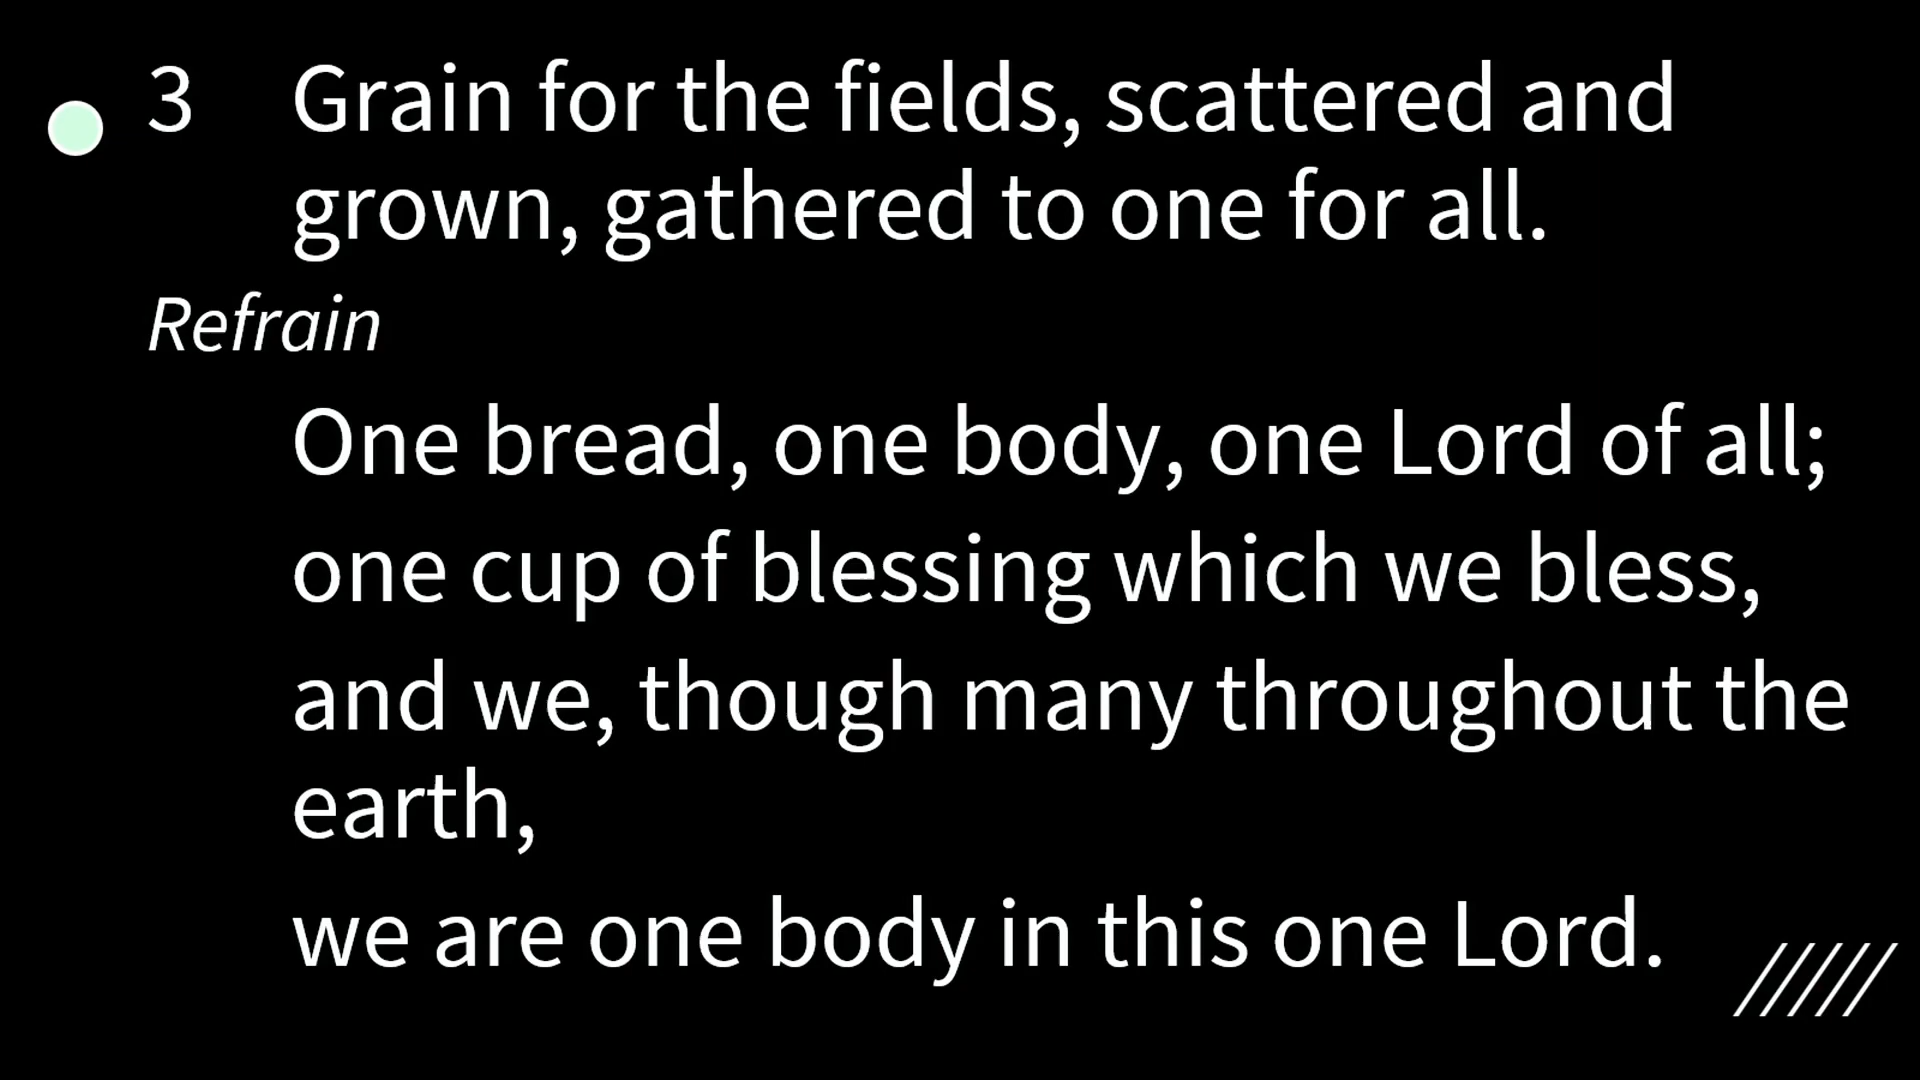 3 Grain for the fields, scattered and
grown, gathered to one for all.
Refrain
One bread, one body, one Lord of all;
one cup of blessing which we bless,
and we, though many throughout the
earth,
we are one body in this one Lord.